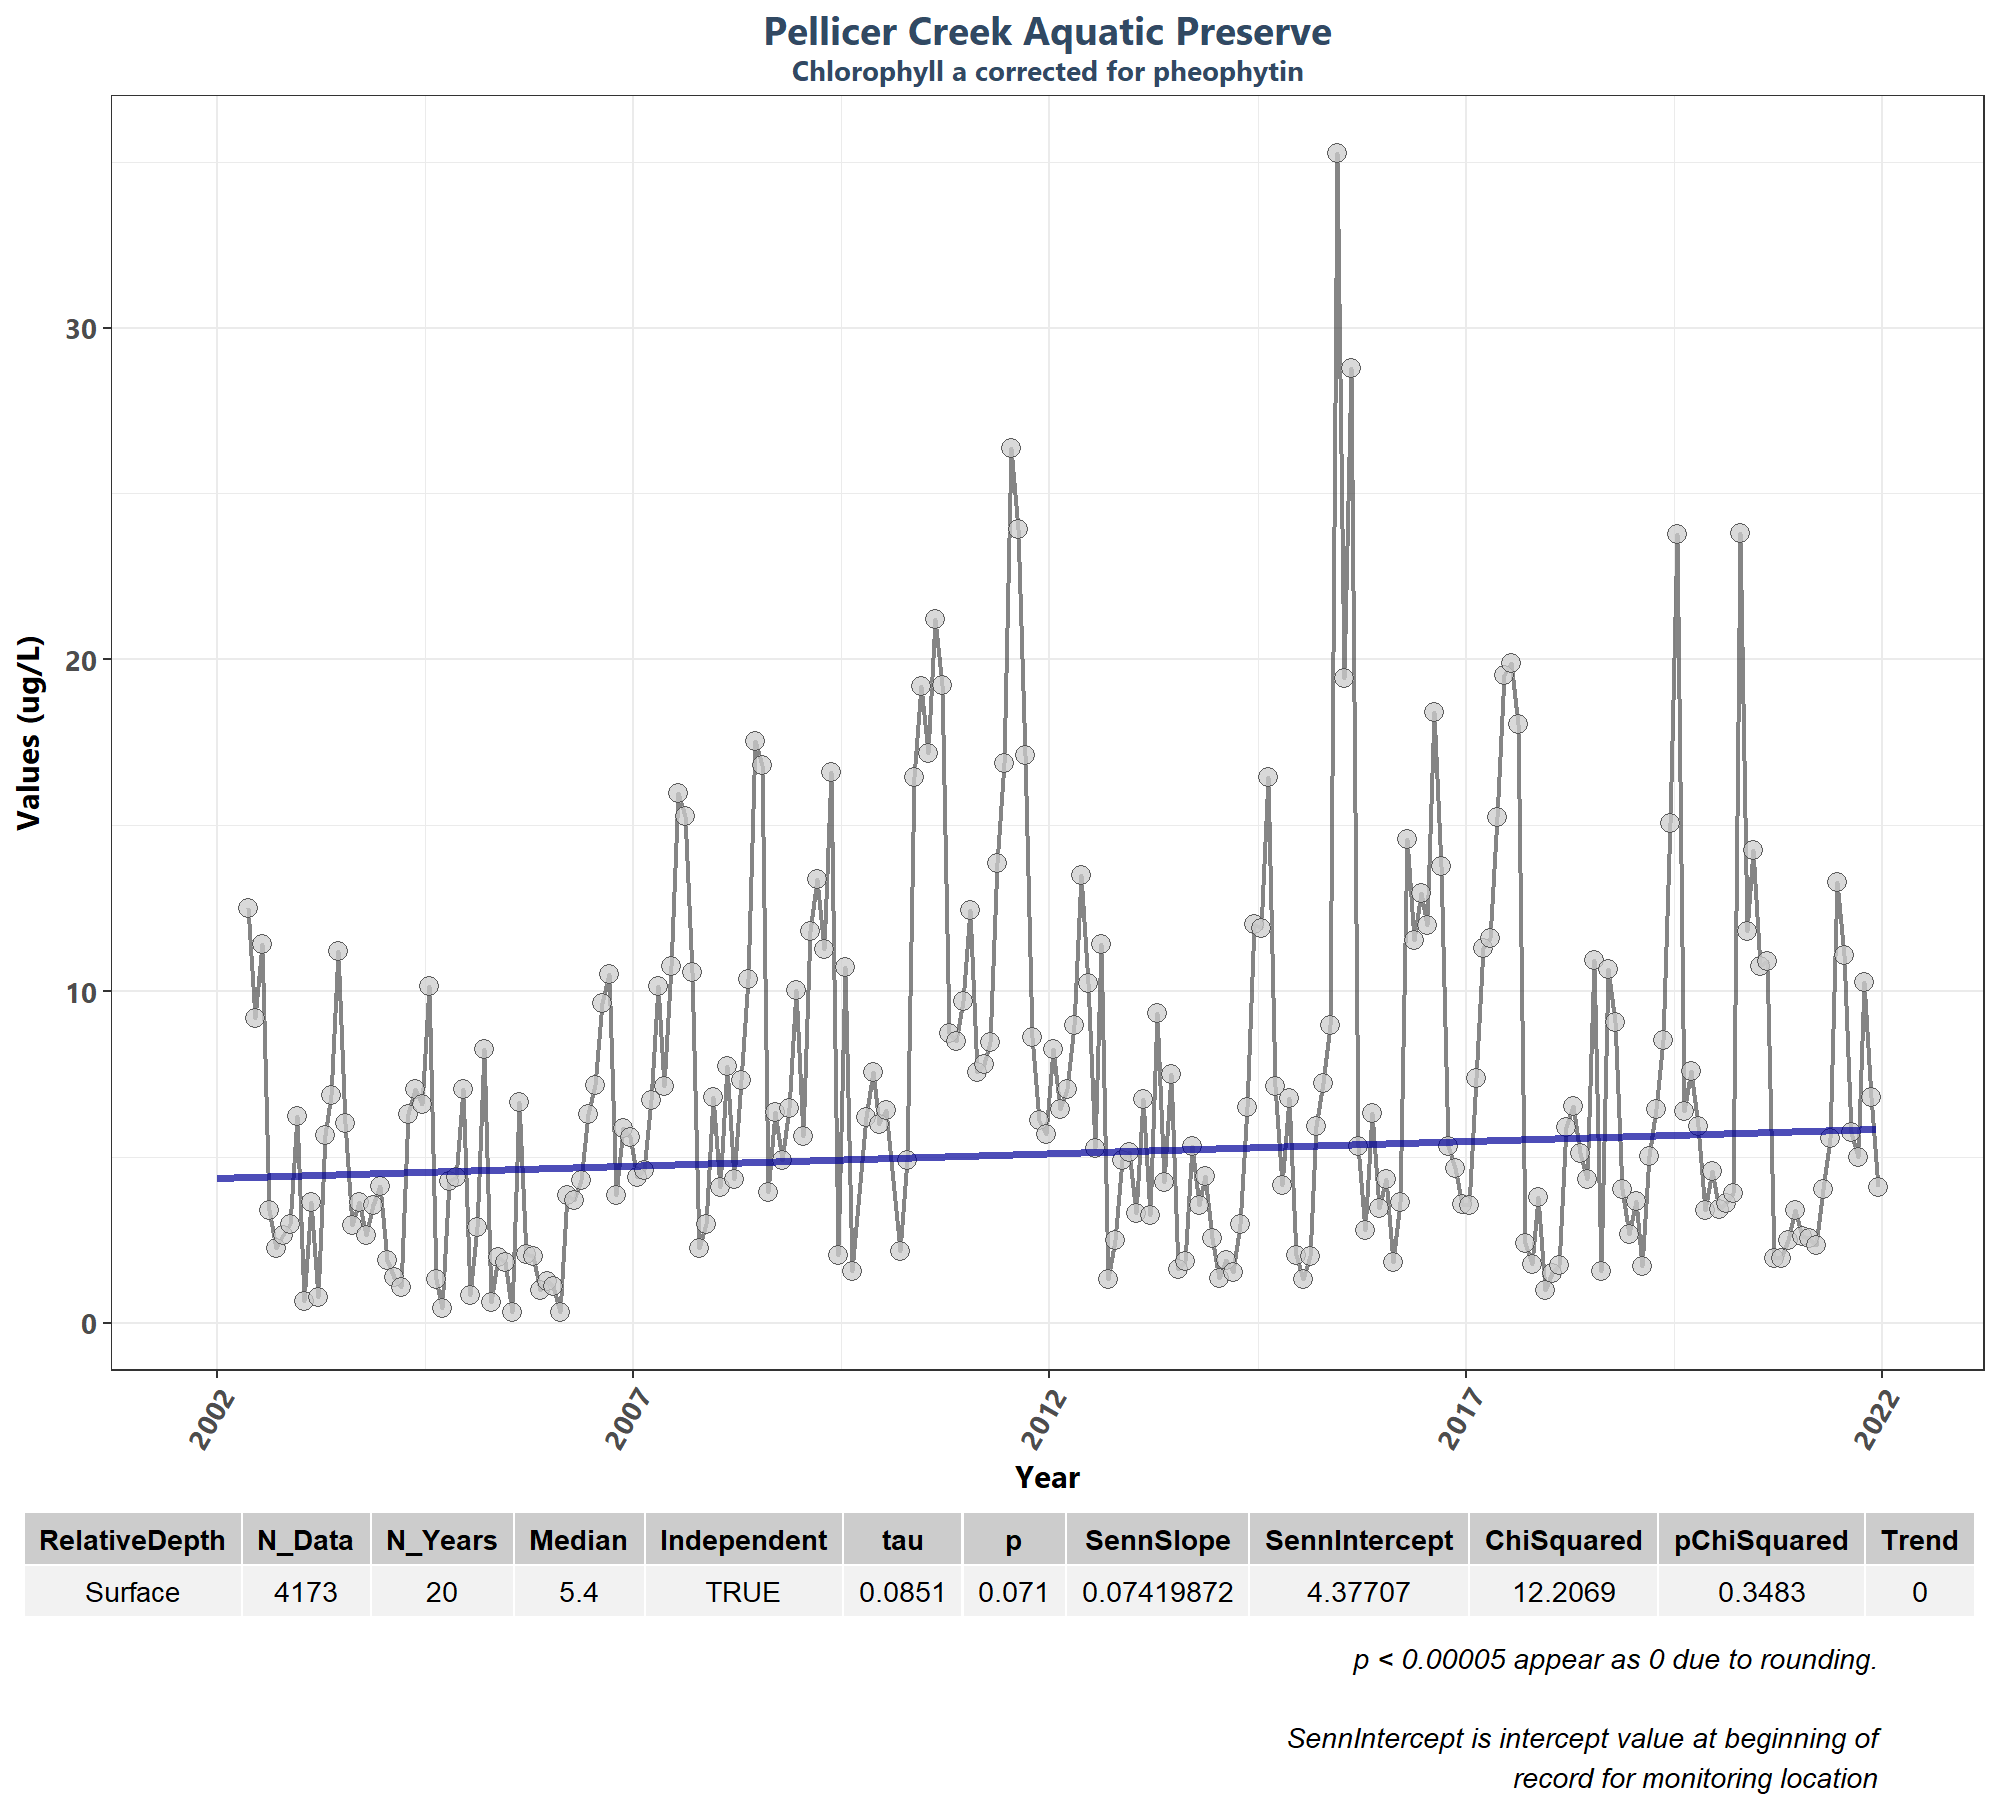 Pellicer Creek Aquatic Preserve
Chlorophyll a corrected for pheophytin
Values (ug/L)
30
20
10
0
2002
2007
2012
2017
2022
Year
RelativeDepth N_Data N_Years Median Independent tau p SennSlope SennIntercept ChiSquared pChiSquared Trend
Surface 4173 20 5.4 TRUE 0.0851 0.071 0.07419872 4.37707 12.2069 0.3483 0
p < 0.00005 appear as 0 due to rounding.
SennIntercept is intercept value at beginning of
record for monitoring location